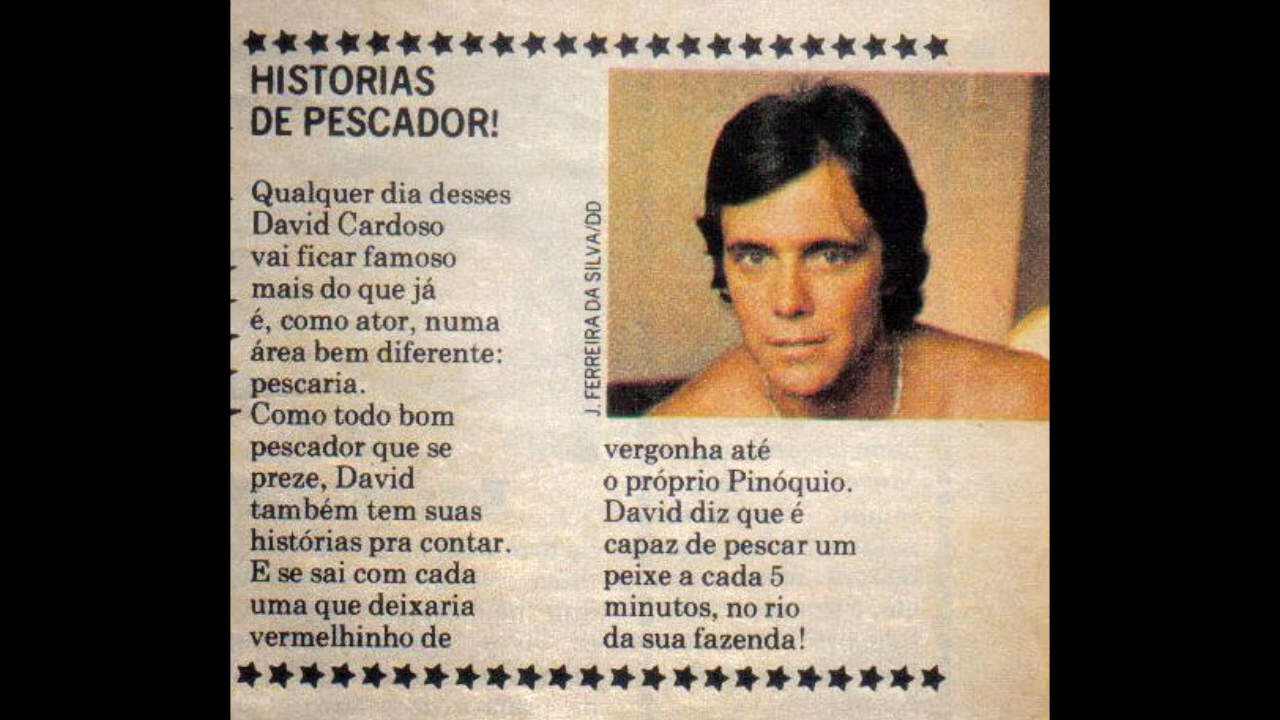 HISTORIAS
DE PESCADOR!
Qualquer dia desses
David Cardoso
vai ficar famoso
mais do que já
é, como ator, numa
área bem diferente:
pescaria.
Como todo bom
pescador que se
preze, David
também tem suas
histórias pra contar.
E se sai com cada
uma que deixaria
vermelhinho de
J. FERREIRA DA SILVA/DD
vergonha até
o próprio Pinóquio.
David diz que é
capaz de pescar um
peixe a cada 5
minutos, no rio
da sua fazenda!